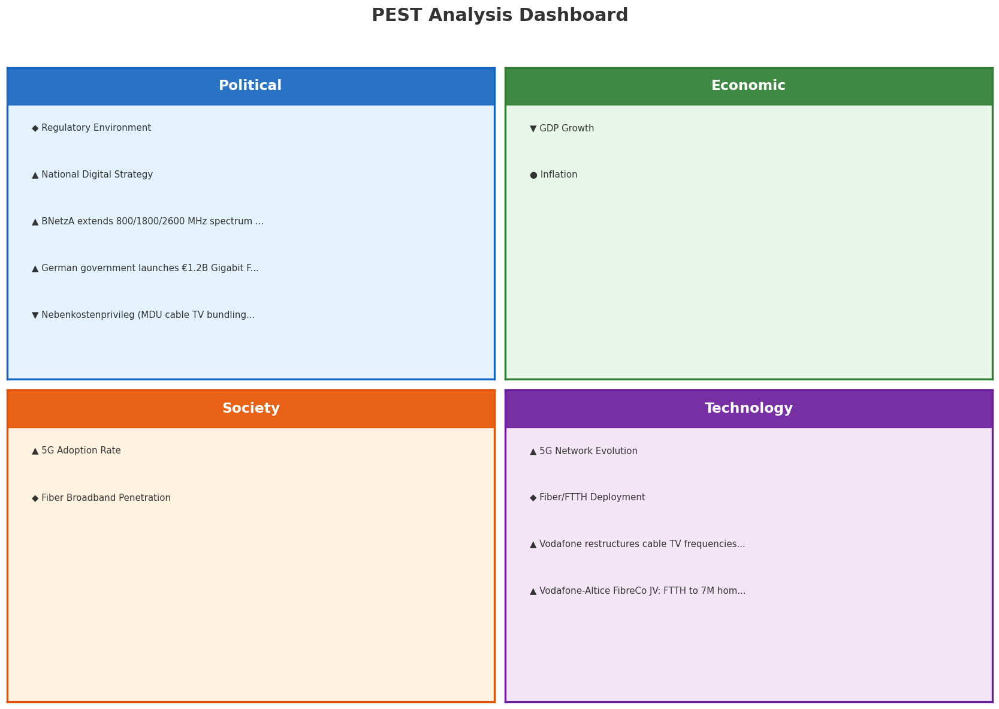 PEST Analysis Dashboard
Political
◆ Regulatory Environment
▲ National Digital Strategy
▲ BNetzA extends 800/1800/2600 MHz spectrum ...
▲ German government launches €1.2B Gigabit F...
▼ Nebenkostenprivileg (MDU cable TV bundling...
Economic
▼ GDP Growth
● Inflation
Society
▲ 5G Adoption Rate
◆ Fiber Broadband Penetration
Technology
▲ 5G Network Evolution
◆ Fiber/FTTH Deployment
▲ Vodafone restructures cable TV frequencies...
▲ Vodafone-Altice FibreCo JV: FTTH to 7M hom...